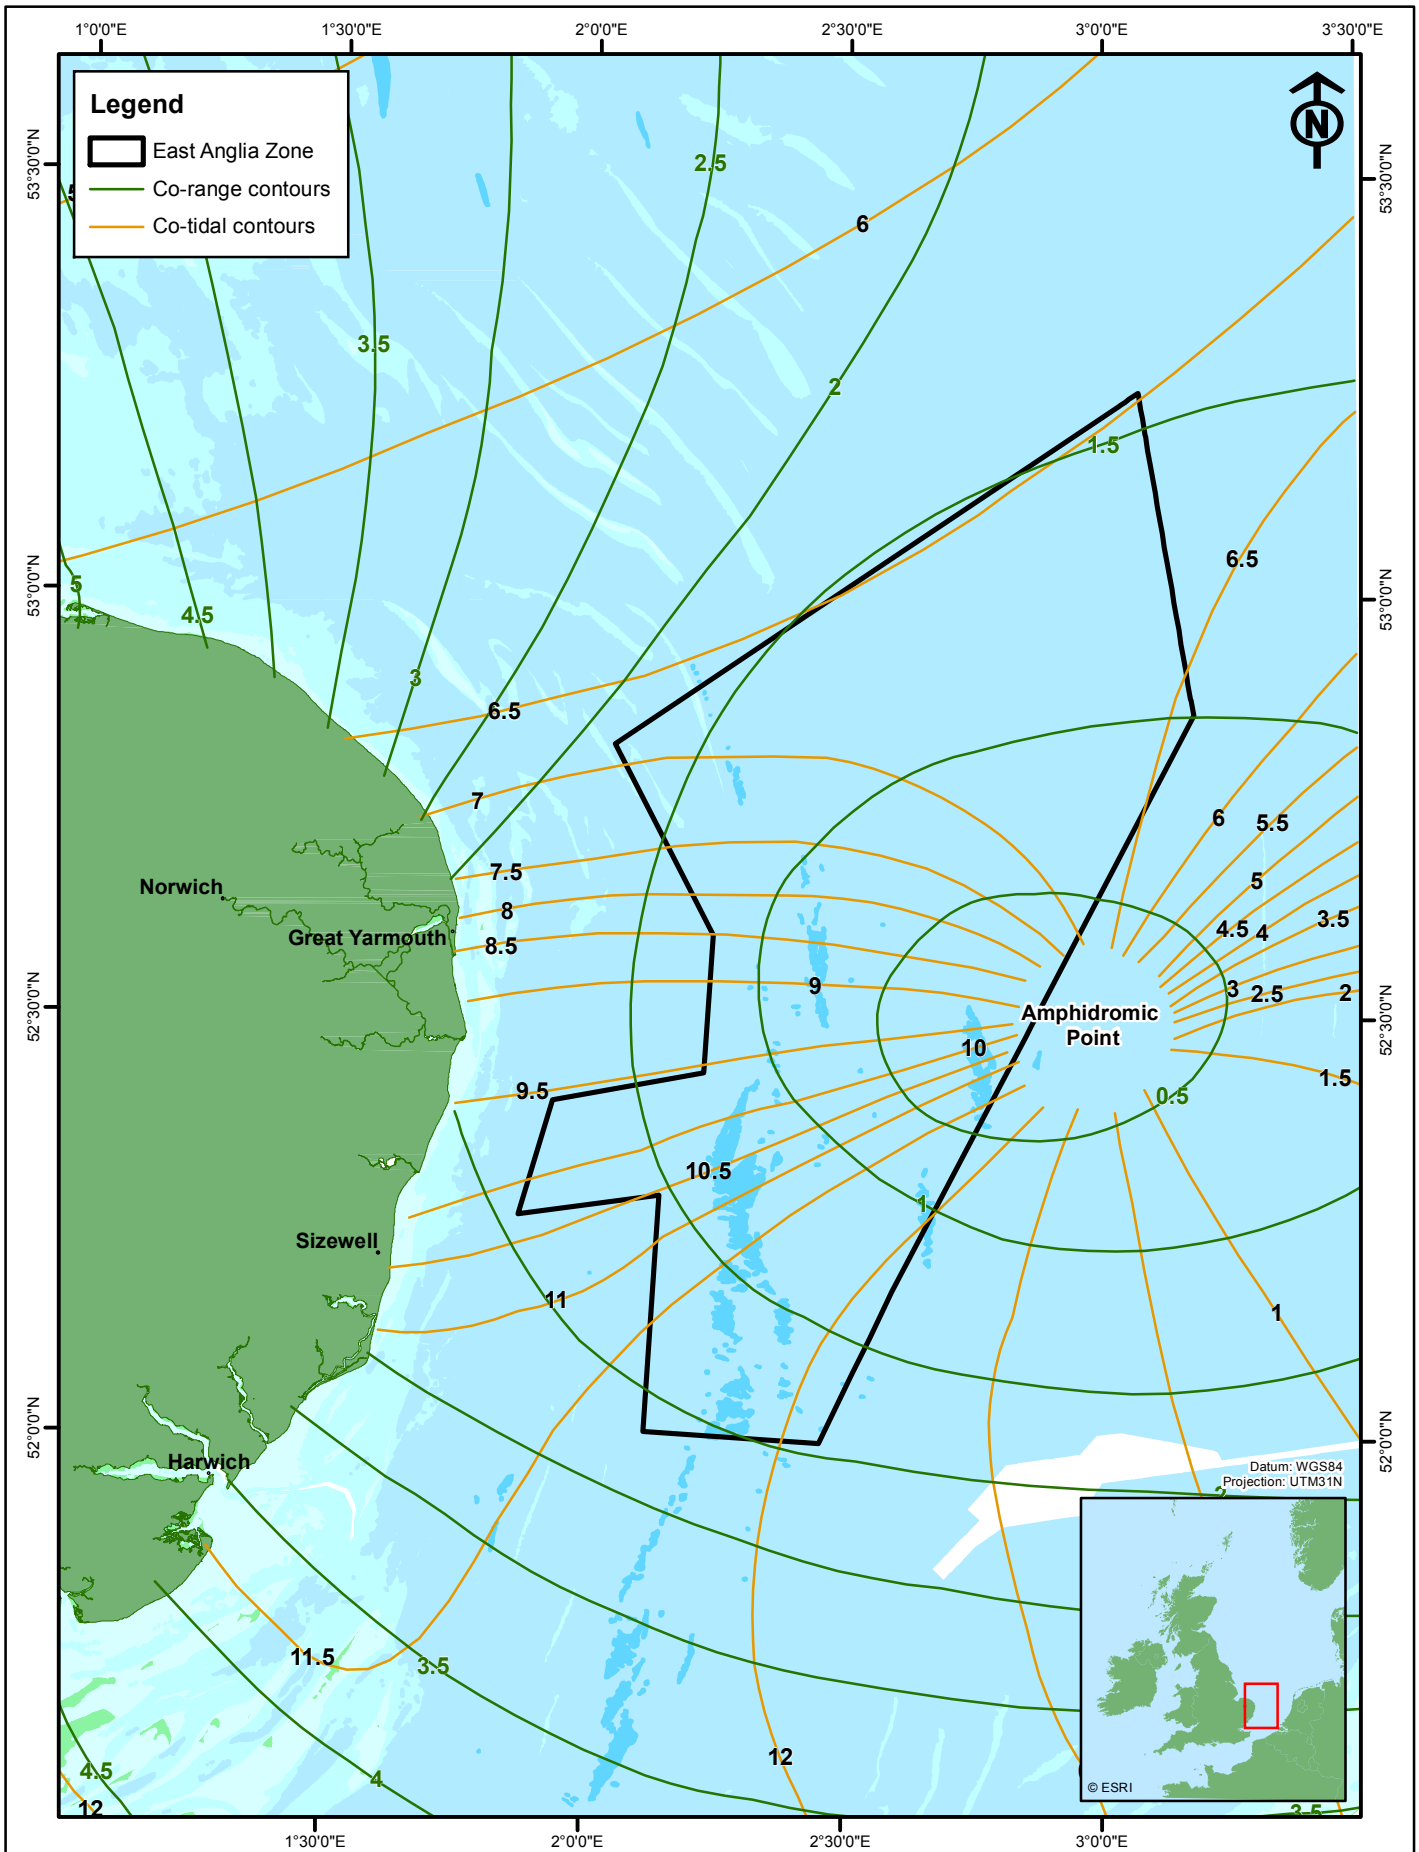 1°0'0"E
1°30'0"E
2°0'0"E
2°30'0"E
3°0'0"E
3°30'0"E
Legend
East Anglia Zone
Co-range contours
Co-tidal contours
N
53°30'0"N
53°30'0"N
2.5
6
3.5
2
1.5
6.5
53°0'0"N
53°0'0"N
5
4.5
3
6.5
7
6
5.5
7.5
5
Norwich
8
3.5
4.5
4
Great Yarmouth
8.5
9
3
2.5
2
52°30'0"N
52°30'0"N
Amphidromic
Point
10
1.5
9.5
0.5
10.5
1
Sizewell
11
1
52°0'0"N
52°0'0"N
Harwich
Datum: WGS84
Projection: UTM31N
11.5
3.5
12
4.5
4
12
© ESRI
3.5
1°30'0"E
2°0'0"E
2°30'0"E
3°0'0"E